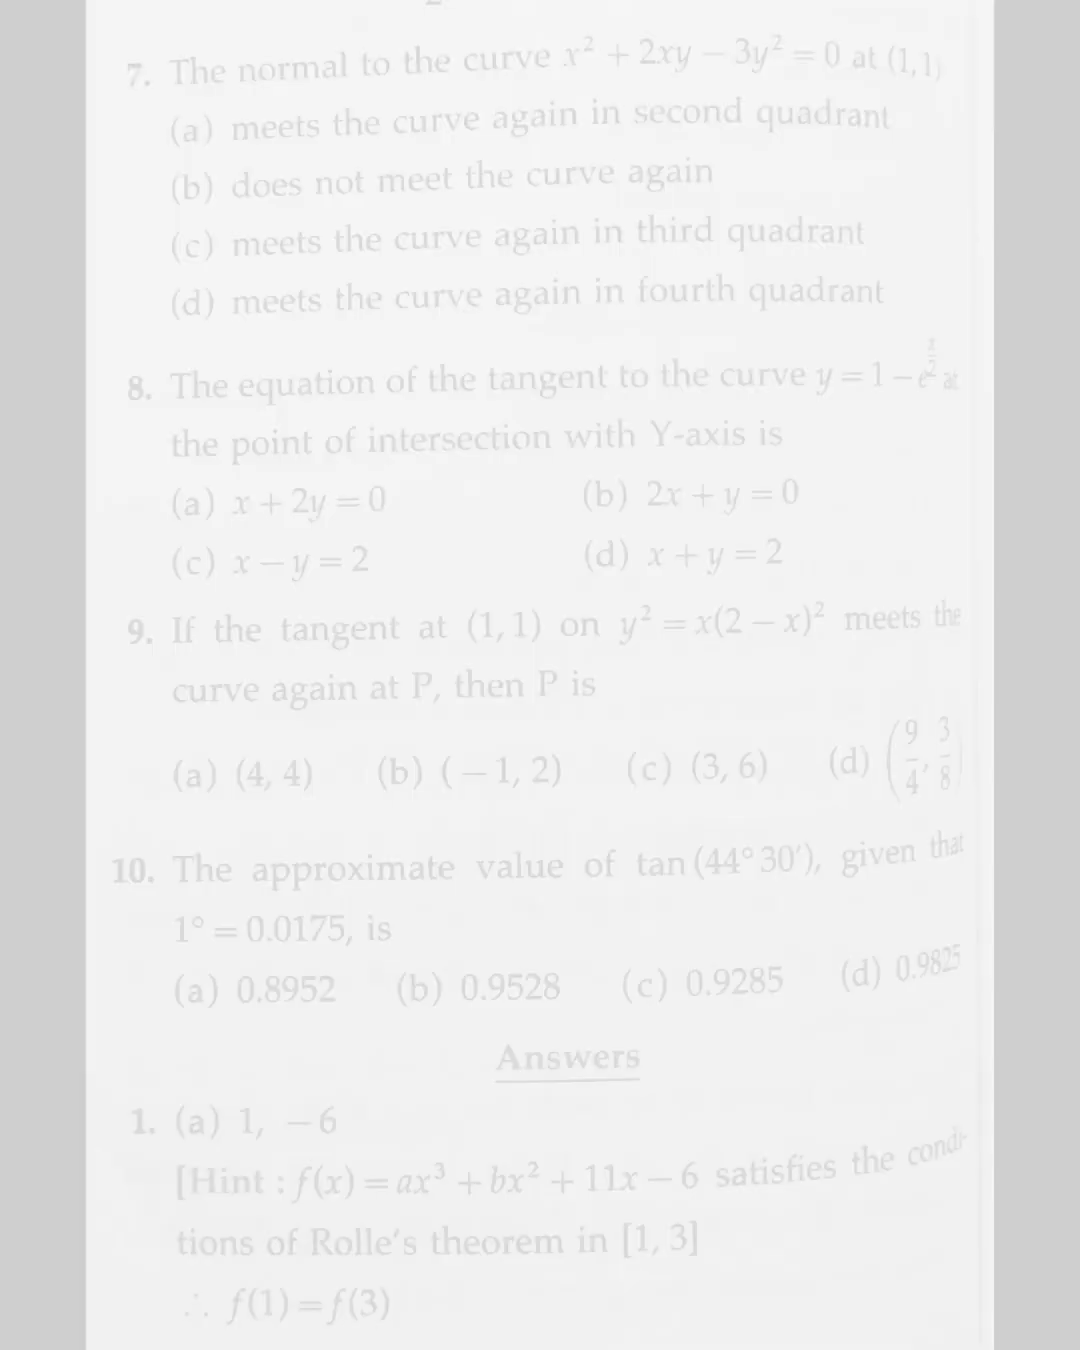 7. The normal to the curve x² + 2xy – 3y² = 0 at (1, 1)
(a) meets the curve again in second quadrant
(b) does not meet the curve again
(c) meets the curve again in third quadrant
(d) meets the curve again in fourth quadrant
8. The equation of the tangent to the curve y = 1 – e^(x/2) at
the point of intersection with Y-axis is
(a) x + 2y = 0 (b) 2x + y = 0
(c) x – y = 2 (d) x + y = 2
9. If the tangent at (1, 1) on y² = x(2 – x)² meets the
curve again at P, then P is
(a) (4, 4) (b) ( – 1, 2) (c) (3, 6) (d) (9/4, 3/8)
10. The approximate value of tan (44° 30′), given that
1° = 0.0175, is
(a) 0.8952 (b) 0.9528 (c) 0.9285 (d) 0.9825
Answers
1. (a) 1, – 6
[Hint : f(x) = ax³ + bx² + 11x – 6 satisfies the condi-
tions of Rolle's theorem in [1, 3]
∴ f(1) = f(3)